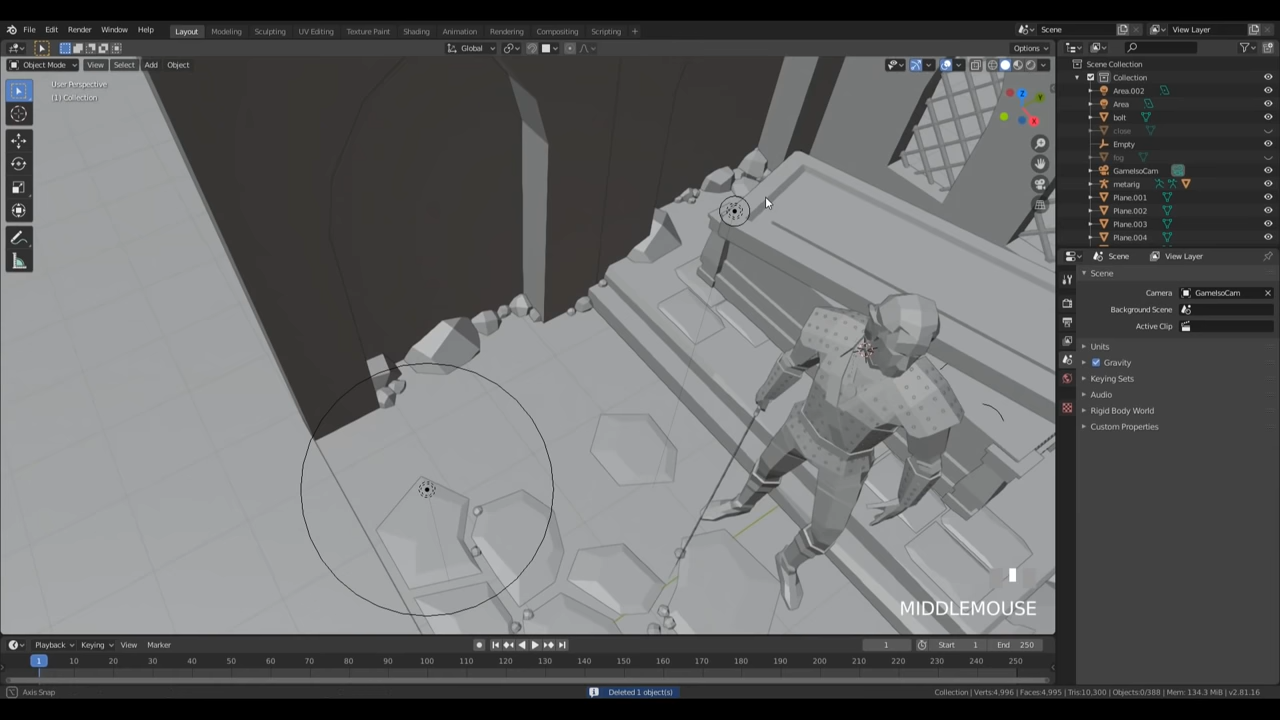 File Edit Render Window Help Layout Modeling Sculpting UV Editing Texture Paint Shading Animation Rendering Compositing Scripting + Scene View Layer
Global Options
Object Mode View Select Add Object
User Perspective
(1) Collection
Z
Y
X
Scene Collection
Collection
Area.002
Area
bolt
close
Empty
fog
GameIsoCam
metarig
Plane.001
Plane.002
Plane.003
Plane.004
Scene View Layer
Scene
Camera GameIsoCam
Background Scene
Active Clip
Units
Gravity
Keying Sets
Audio
Rigid Body World
Custom Properties
MIDDLEMOUSE
Playback Keying View Marker 1 Start 1 End 250
1 10 20 30 40 50 60 70 80 90 100 110 120 130 140 150 160 170 180 190 200 210 220 230 240 250
Axis Snap Deleted 1 object(s) Collection | Verts:4,996 | Faces:4,995 | Tris:10,300 | Objects:0/388 | Mem: 134.3 MiB | v2.81.16